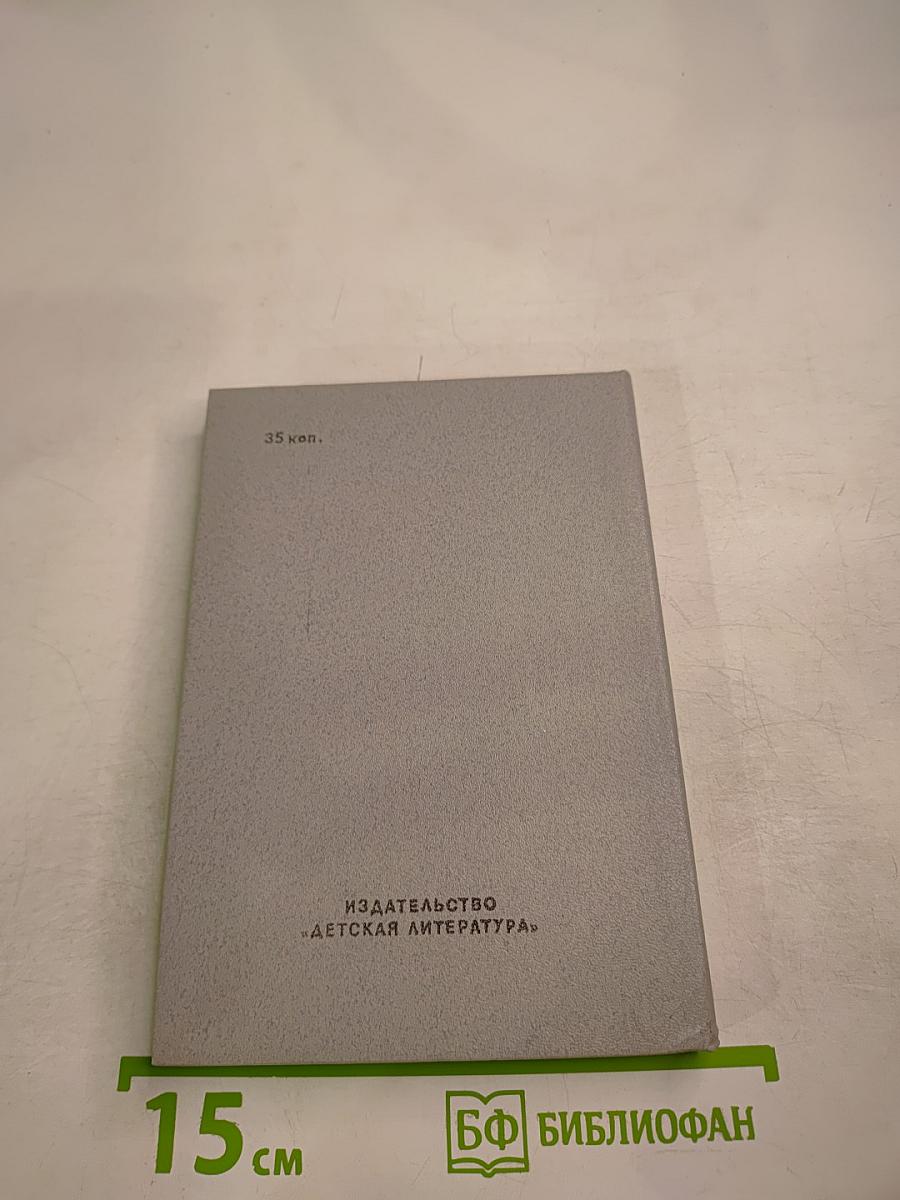 35 коп.
ИЗДАТЕЛЬСТВО
«ДЕТСКАЯ ЛИТЕРАТУРА»
15 см
БФ БИБЛИОФАН